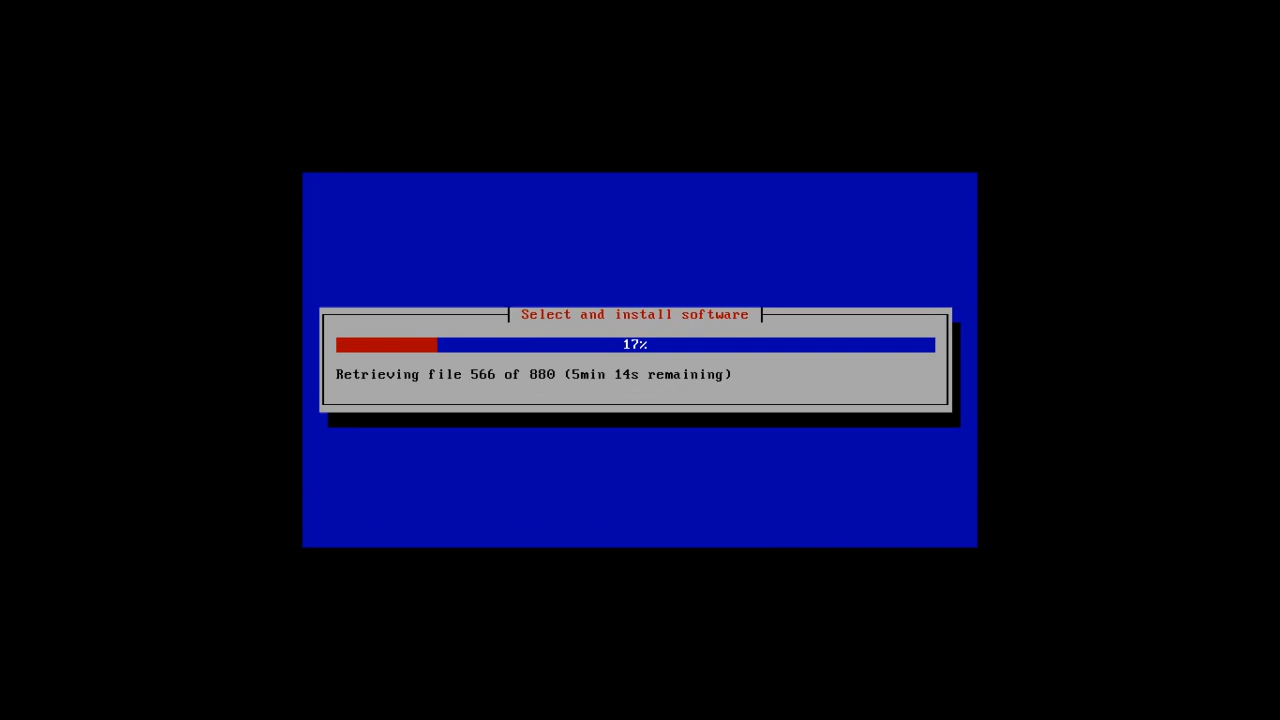 Select and install software
17%
Retrieving file 566 of 880 (5min 14s remaining)